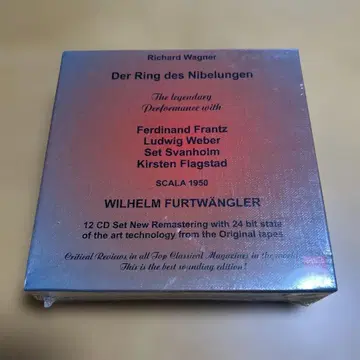 Richard Wagner
Der Ring des Nibelungen
The legendary
Performance with
Ferdinand Frantz
Ludwig Weber
Set Svanholm
Kirsten Flagstad
SCALA 1950
WILHELM FURTWÄNGLER
12 CD Set New Remastering with 24 bit state
of the art technology from the Original tapes
Critical Reviews in all Top Classical Magazines in the world:
This is the best sounding edition!